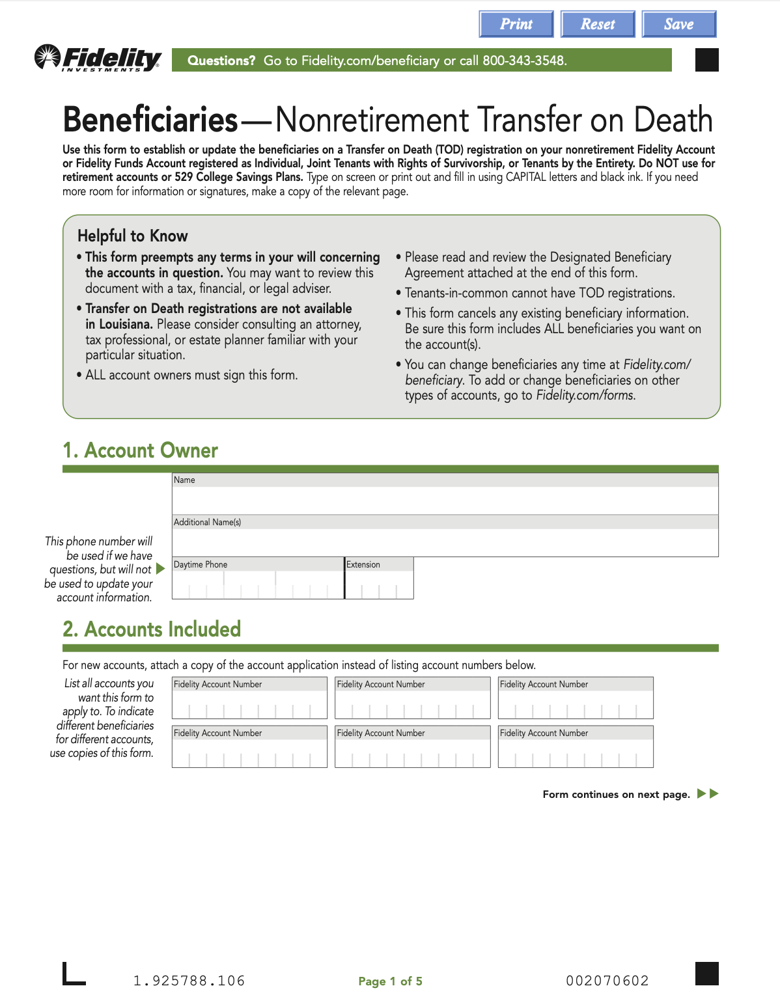 Print Reset Save
Fidelity
INVESTMENTS®
Questions? Go to Fidelity.com/beneficiary or call 800-343-3548.
Beneficiaries—Nonretirement Transfer on Death
Use this form to establish or update the beneficiaries on a Transfer on Death (TOD) registration on your nonretirement Fidelity Account
or Fidelity Funds Account registered as Individual, Joint Tenants with Rights of Survivorship, or Tenants by the Entirety. Do NOT use for
retirement accounts or 529 College Savings Plans. Type on screen or print out and fill in using CAPITAL letters and black ink. If you need
more room for information or signatures, make a copy of the relevant page.
Helpful to Know
• This form preempts any terms in your will concerning
the accounts in question. You may want to review this
document with a tax, financial, or legal adviser.
• Transfer on Death registrations are not available
in Louisiana. Please consider consulting an attorney,
tax professional, or estate planner familiar with your
particular situation.
• ALL account owners must sign this form.
• Please read and review the Designated Beneficiary
Agreement attached at the end of this form.
• Tenants-in-common cannot have TOD registrations.
• This form cancels any existing beneficiary information.
Be sure this form includes ALL beneficiaries you want on
the account(s).
• You can change beneficiaries any time at Fidelity.com/
beneficiary. To add or change beneficiaries on other
types of accounts, go to Fidelity.com/forms.
1. Account Owner
Name
Additional Name(s)
This phone number will
be used if we have
questions, but will not
be used to update your
account information.
Daytime Phone
Extension
2. Accounts Included
For new accounts, attach a copy of the account application instead of listing account numbers below.
List all accounts you
want this form to
apply to. To indicate
different beneficiaries
for different accounts,
use copies of this form.
Fidelity Account Number Fidelity Account Number Fidelity Account Number
Fidelity Account Number Fidelity Account Number Fidelity Account Number
Form continues on next page.
1.925788.106 Page 1 of 5 002070602